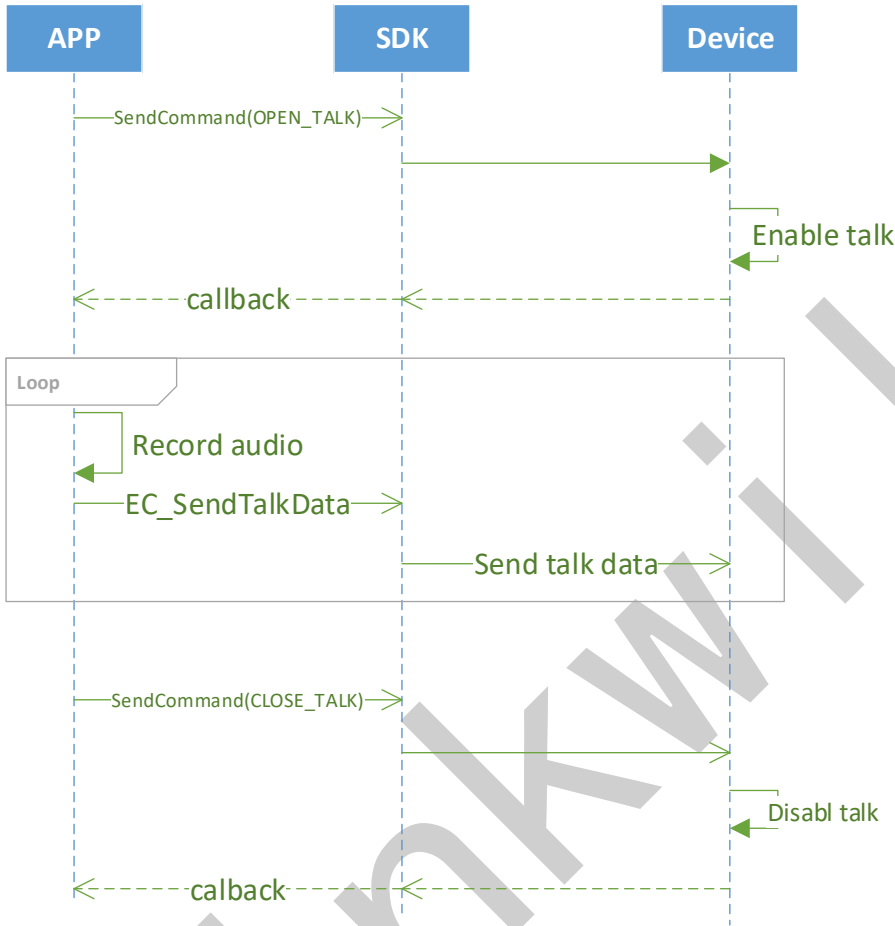 APP
SDK
Device
SendCommand(OPEN_TALK)
Enable talk
callback
Loop
Record audio
EC_SendTalkData
Send talk data
SendCommand(CLOSE_TALK)
Disabl talk
calback